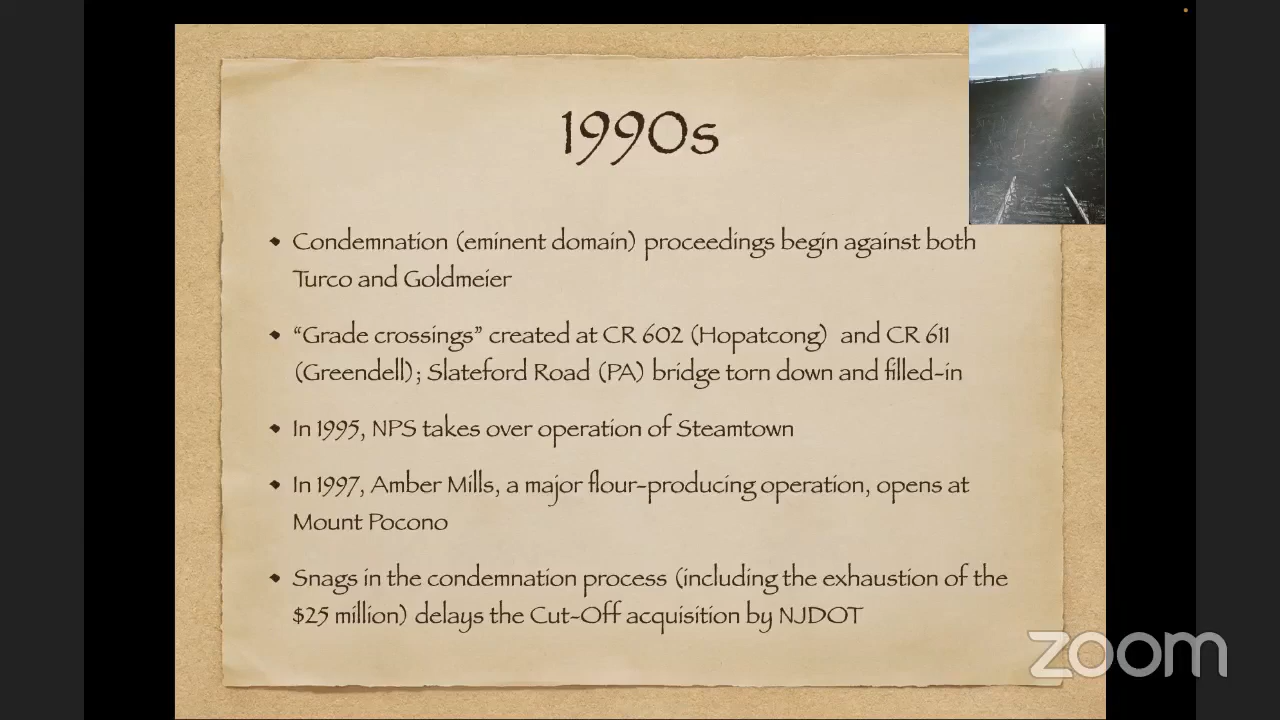 1990s
• Condemnation (eminent domain) proceedings begin against both
Turco and Goldmeier
• “Grade crossings” created at CR 602 (Hopatcong) and CR 611
(Greendell); Slateford Road (PA) bridge torn down and filled-in
• In 1995, NPS takes over operation of Steamtown
• In 1997, Amber Mills, a major flour-producing operation, opens at
Mount Pocono
• Snags in the condemnation process (including the exhaustion of the
$25 million) delays the Cut-Off acquisition by NJDOT
zoom